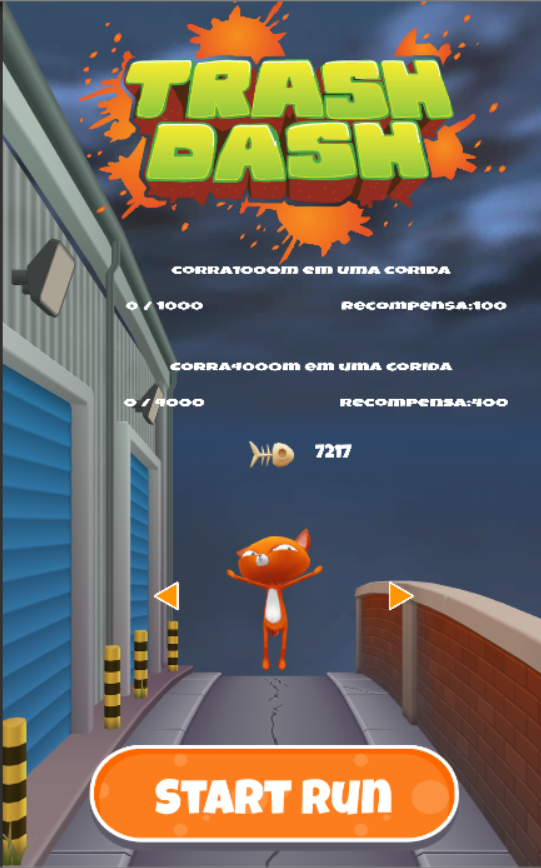 TRASH
DASH
CORRA1000M em uma CORIDA
0 / 1000 Recompensa:100
CORRA4000M em uma CORIDA
0 / 4000 Recompensa:400
7217
START RUN